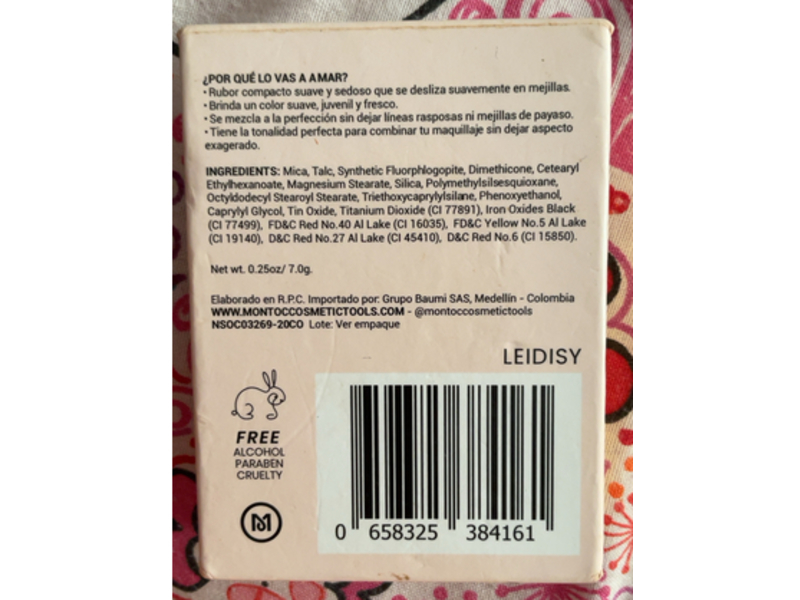 ¿POR QUÉ LO VAS A AMAR?
• Rubor compacto suave y sedoso que se desliza suavemente en mejillas.
• Brinda un color suave, juvenil y fresco.
• Se mezcla a la perfección sin dejar líneas rasposas ni mejillas de payaso.
• Tiene la tonalidad perfecta para combinar tu maquillaje sin dejar aspecto
exagerado.
INGREDIENTS: Mica, Talc, Synthetic Fluorphlogopite, Dimethicone, Cetearyl
Ethylhexanoate, Magnesium Stearate, Silica, Polymethylsilsesquioxane,
Octyldodecyl Stearoyl Stearate, Triethoxycaprylylsilane, Phenoxyethanol,
Caprylyl Glycol, Tin Oxide, Titanium Dioxide (CI 77891), Iron Oxides Black
(CI 77499), FD&C Red No.40 Al Lake (CI 16035), FD&C Yellow No.5 Al Lake
(CI 19140), D&C Red No.27 Al Lake (CI 45410), D&C Red No.6 (CI 15850).
Net wt. 0.25oz/ 7.0g.
Elaborado en R.P.C. Importado por: Grupo Baumi SAS, Medellín - Colombia
WWW.MONTOCCOSMETICTOOLS.COM - @montoccosmetictools
NSOC03269-20CO Lote: Ver empaque
LEIDISY
FREE
ALCOHOL
PARABEN
CRUELTY
M
0 658325 384161